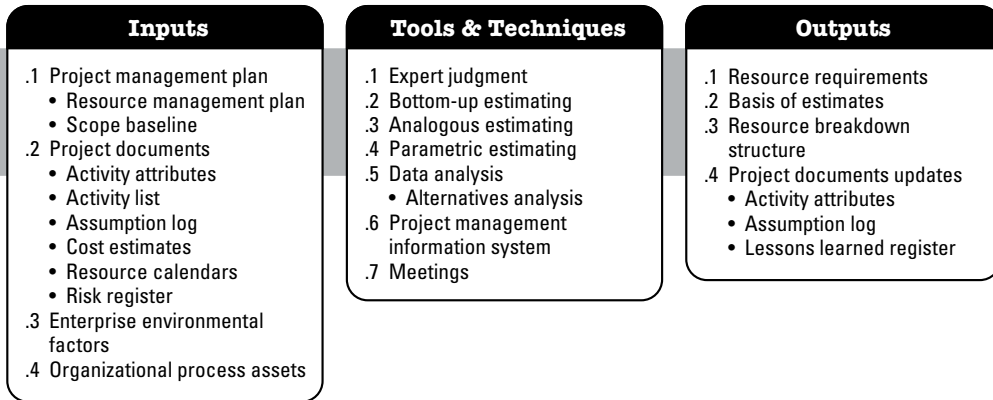 Inputs
.1 Project management plan
• Resource management plan
• Scope baseline
.2 Project documents
• Activity attributes
• Activity list
• Assumption log
• Cost estimates
• Resource calendars
• Risk register
.3 Enterprise environmental
factors
.4 Organizational process assets
Tools & Techniques
.1 Expert judgment
.2 Bottom-up estimating
.3 Analogous estimating
.4 Parametric estimating
.5 Data analysis
• Alternatives analysis
.6 Project management
information system
.7 Meetings
Outputs
.1 Resource requirements
.2 Basis of estimates
.3 Resource breakdown
structure
.4 Project documents updates
• Activity attributes
• Assumption log
• Lessons learned register